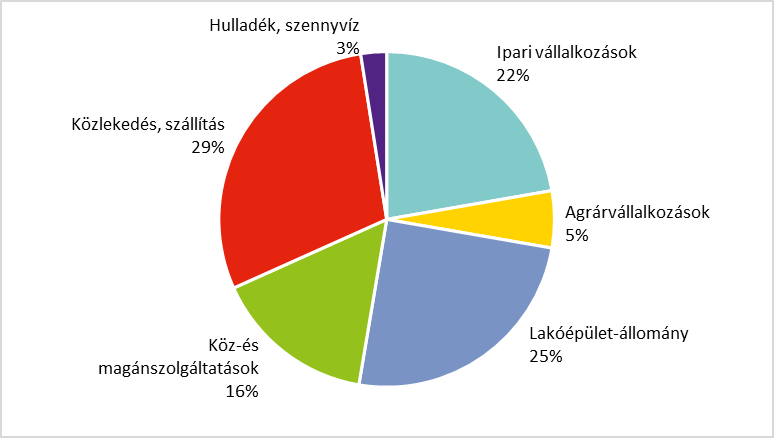 Hulladék, szennyvíz
3%
Ipari vállalkozások
22%
Közlekedés, szállítás
29%
Agrárvállalkozások
5%
Lakóépület-állomány
25%
Köz-és
magánszolgáltatások
16%